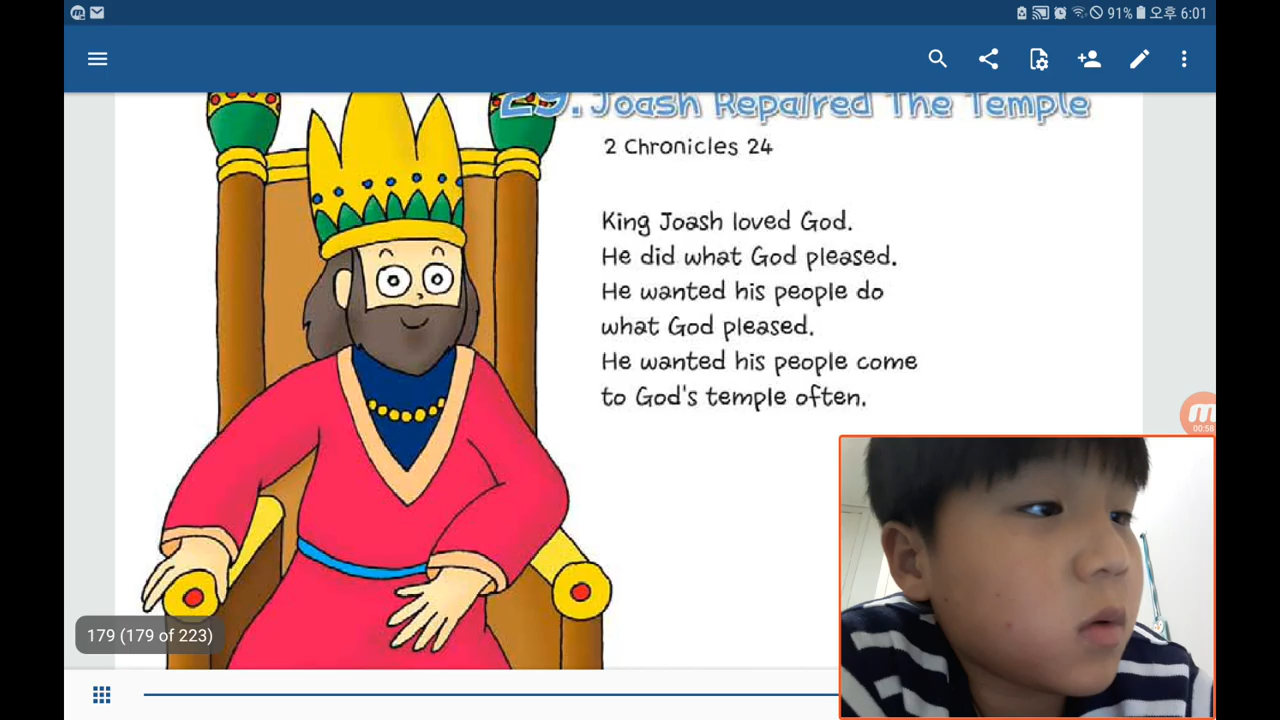 91% 오후 6:01
29. Joash Repaired The Temple
2 Chronicles 24
King Joash loved God.
He did what God pleased.
He wanted his people do
what God pleased.
He wanted his people come
to God's temple often.
00:58
179 (179 of 223)